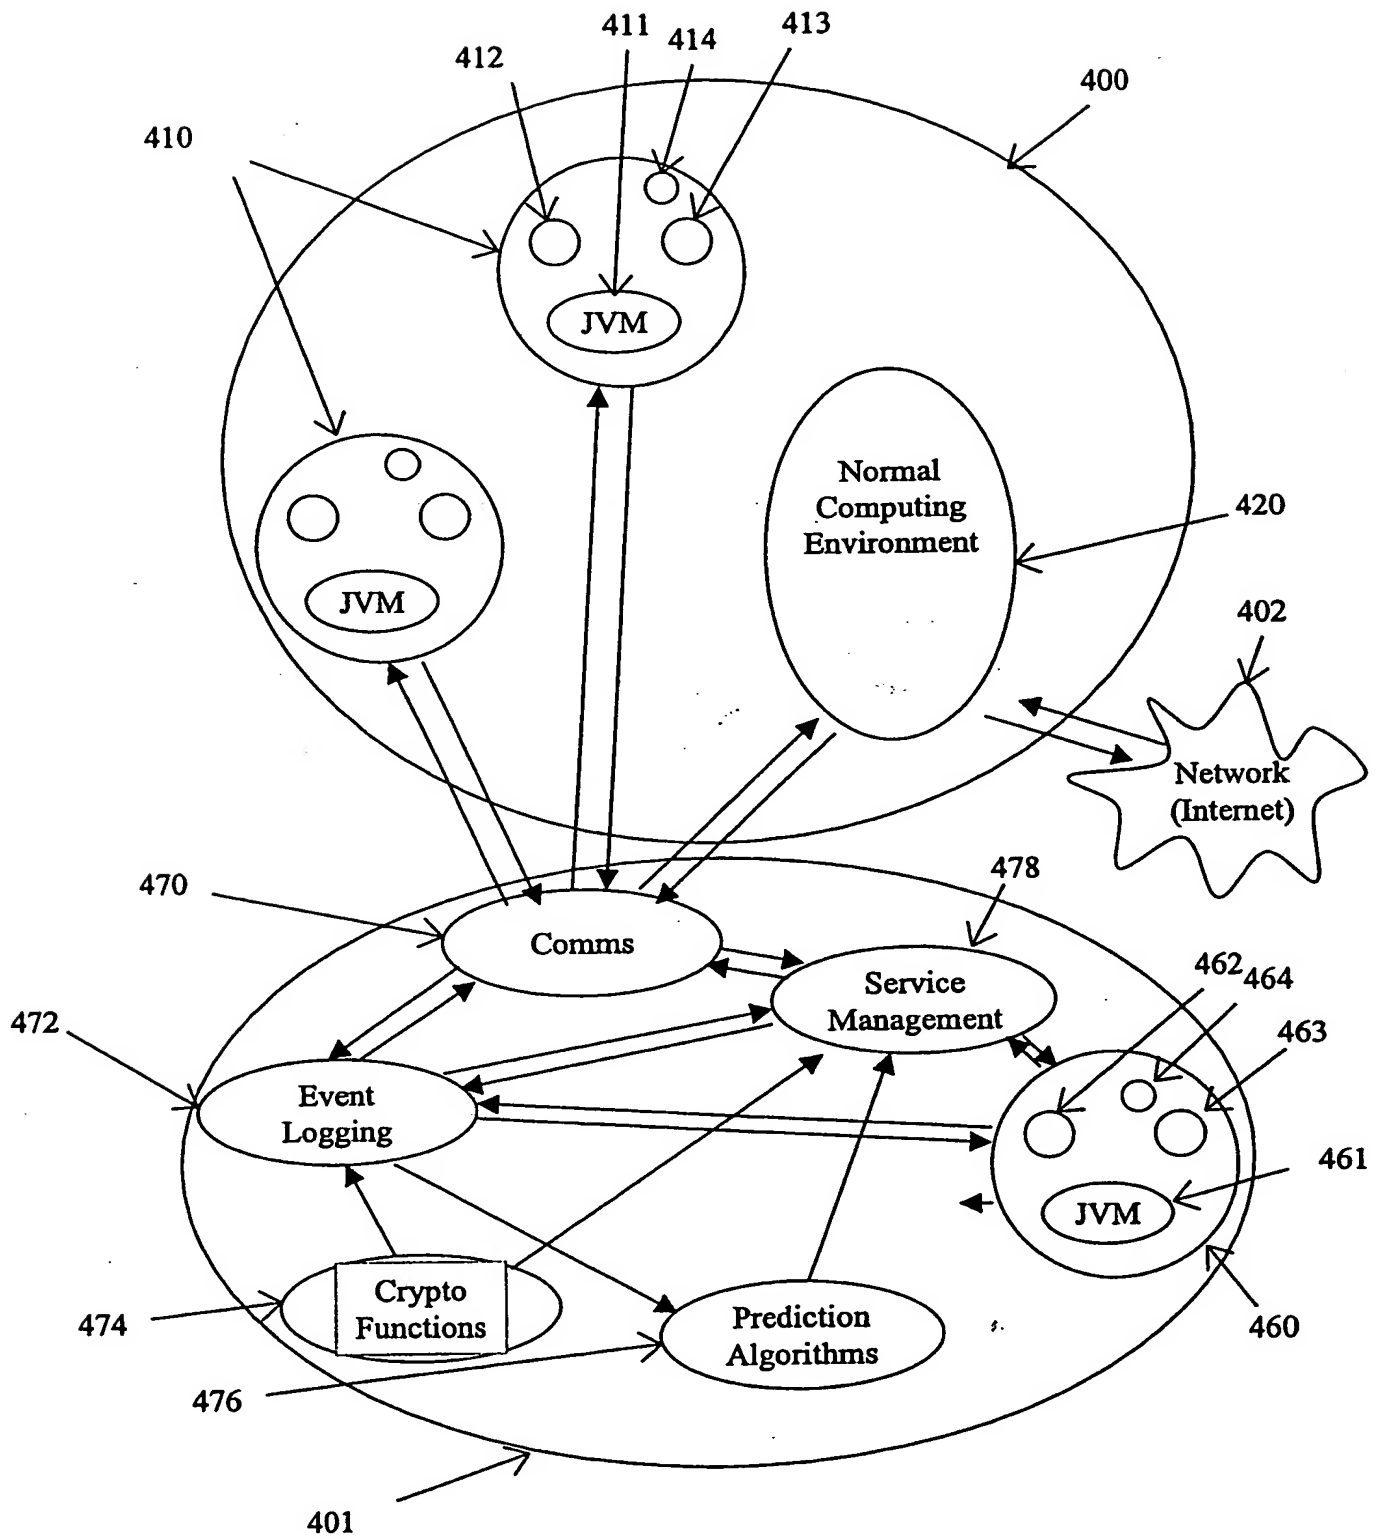 411
414
413
412
400
410
JVM
Normal
Computing
Environment
420
JVM
402
Network
(Internet)
478
470
Comms
462
464
Service
Management
472
463
Event
Logging
461
JVM
Crypto
Functions
Prediction
Algorithms
474
460
476
401